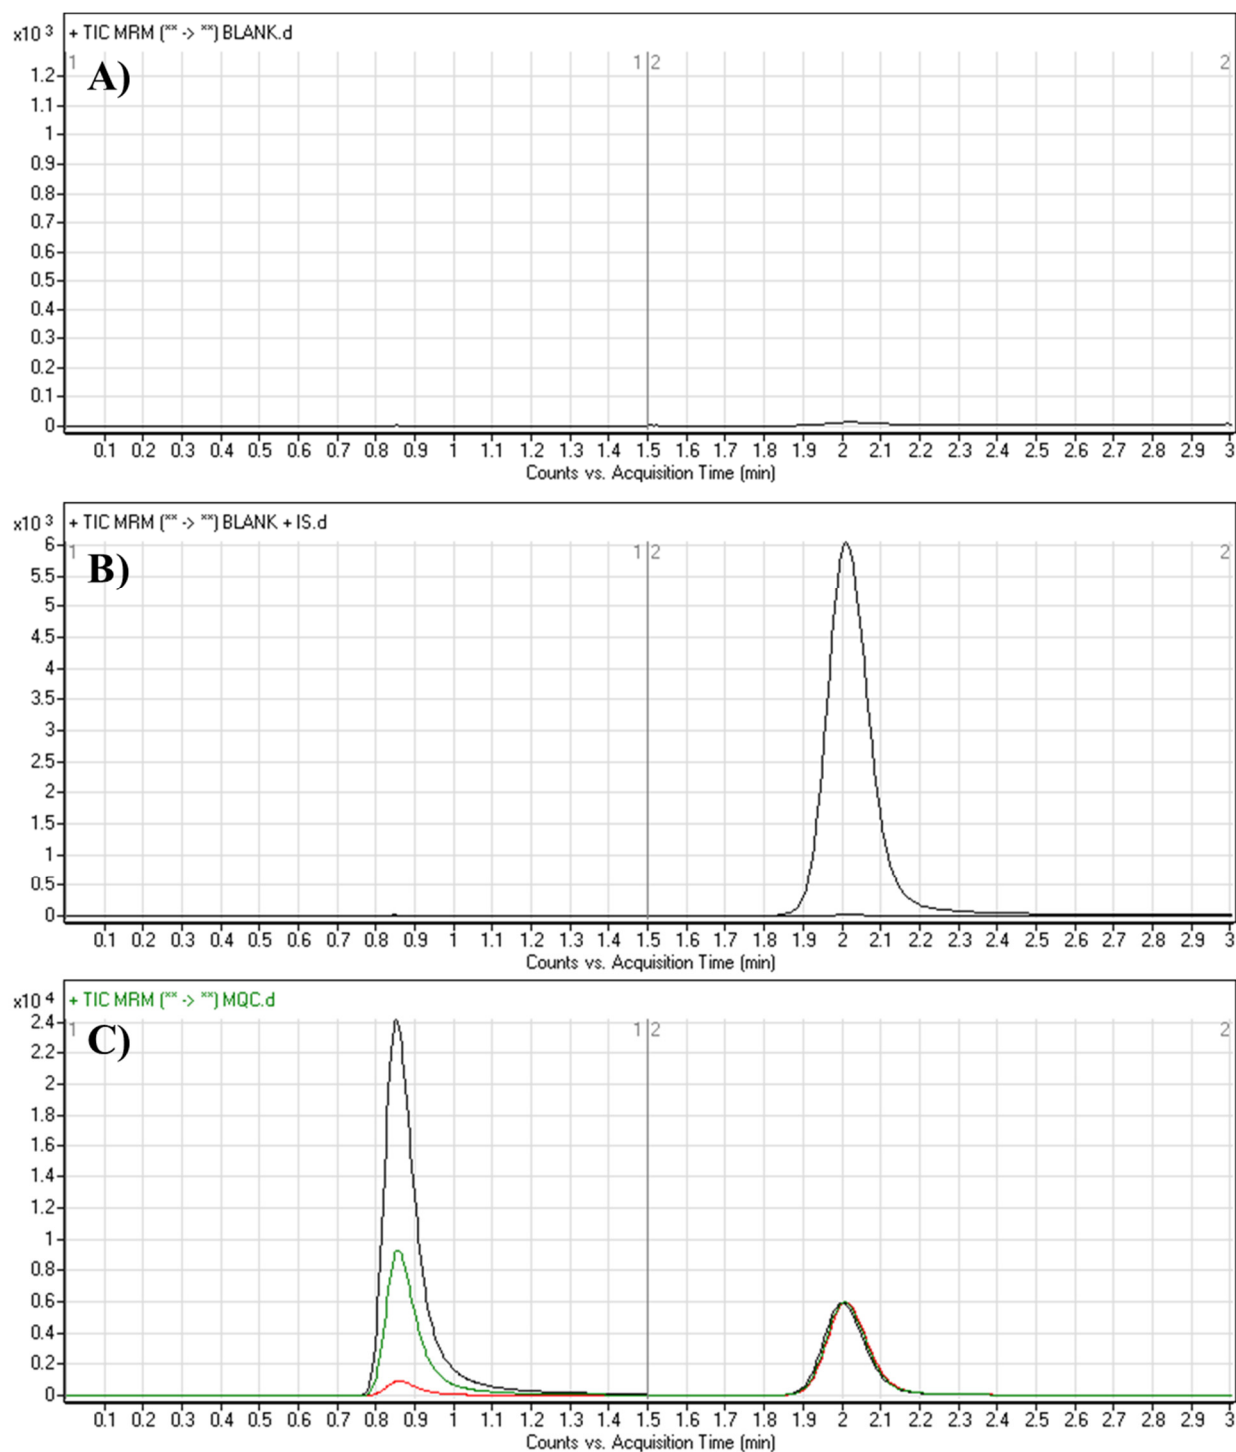 x10 3 + TIC MRM (** -> **) BLANK.d
1 1 2 2
A)
1.2
1.1
1
0.9
0.8
0.7
0.6
0.5
0.4
0.3
0.2
0.1
0
0.1 0.2 0.3 0.4 0.5 0.6 0.7 0.8 0.9 1 1.1 1.2 1.3 1.4 1.5 1.6 1.7 1.8 1.9 2 2.1 2.2 2.3 2.4 2.5 2.6 2.7 2.8 2.9 3
Counts vs. Acquisition Time (min)
x10 3 + TIC MRM (** -> **) BLANK + IS.d
6 1 1 2 2
B)
5.5
5
4.5
4
3.5
3
2.5
2
1.5
1
0.5
0
0.1 0.2 0.3 0.4 0.5 0.6 0.7 0.8 0.9 1 1.1 1.2 1.3 1.4 1.5 1.6 1.7 1.8 1.9 2 2.1 2.2 2.3 2.4 2.5 2.6 2.7 2.8 2.9 3
Counts vs. Acquisition Time (min)
x10 4 + TIC MRM (** -> **) MQC.d
2.4 1 1 2 2
C)
2.2
2
1.8
1.6
1.4
1.2
1
0.8
0.6
0.4
0.2
0
0.1 0.2 0.3 0.4 0.5 0.6 0.7 0.8 0.9 1 1.1 1.2 1.3 1.4 1.5 1.6 1.7 1.8 1.9 2 2.1 2.2 2.3 2.4 2.5 2.6 2.7 2.8 2.9 3
Counts vs. Acquisition Time (min)